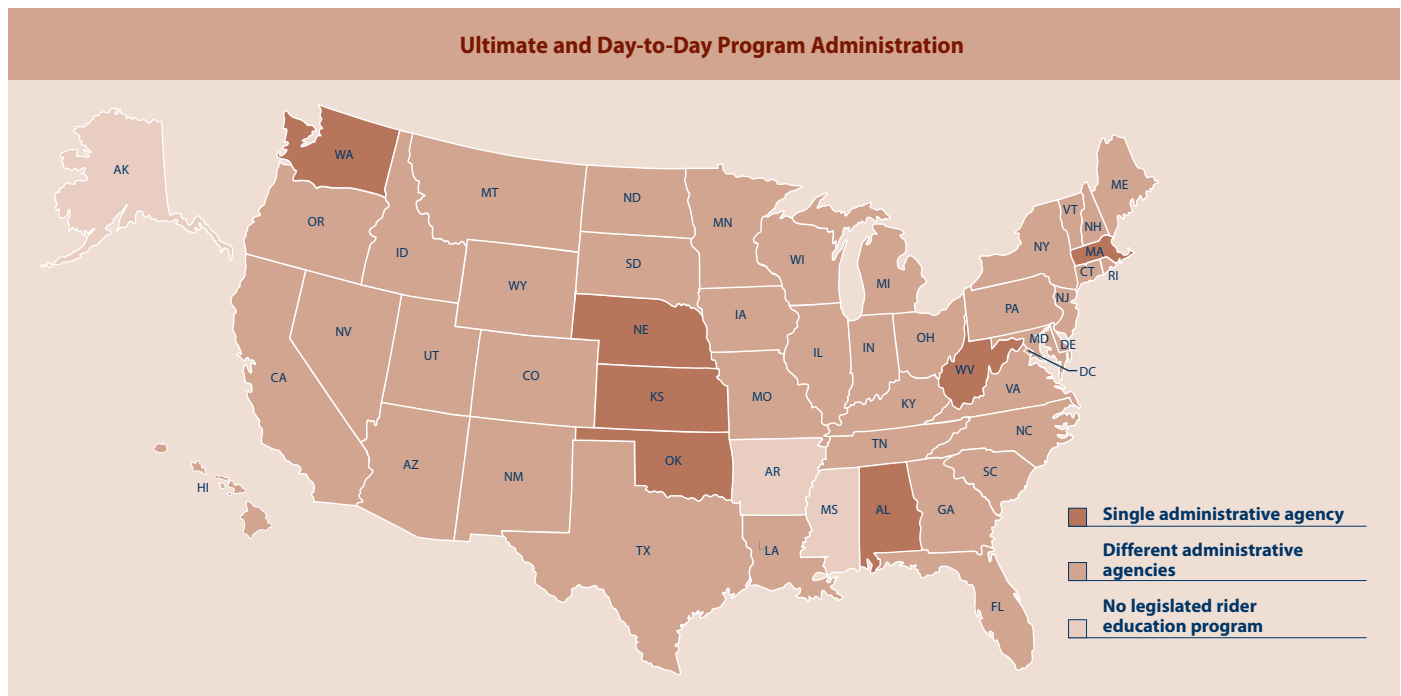 Ultimate and Day-to-Day Program Administration
AK
WA
MT
ND
MN
ME
VT
NH
OR
ID
SD
WI
NY
MA
CT
RI
MI
WY
NE
IA
PA
NJ
NV
UT
CO
IL
IN
OH
MD
DE
DC
CA
KS
MO
WV
VA
KY
NC
TN
AZ
NM
OK
AR
SC
HI
MS
AL
GA
TX
LA
FL
Single administrative agency
Different administrative
agencies
No legislated rider
education program